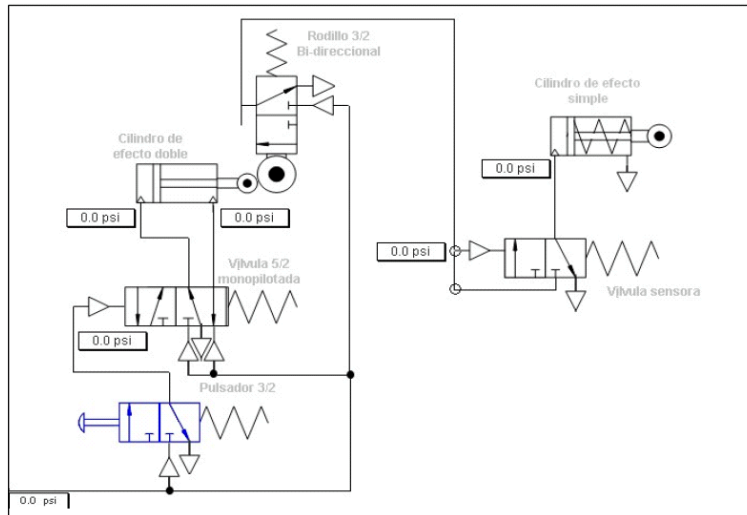 Rodillo 3/2
Bi-direccional
Cilindro de efecto
simple
Cilindro de
efecto doble
0.0 psi
0.0 psi
0.0 psi
0.0 psi
Vįlvula 5/2
monopilotada
Vįlvula sensora
0.0 psi
Pulsador 3/2
0.0 psi